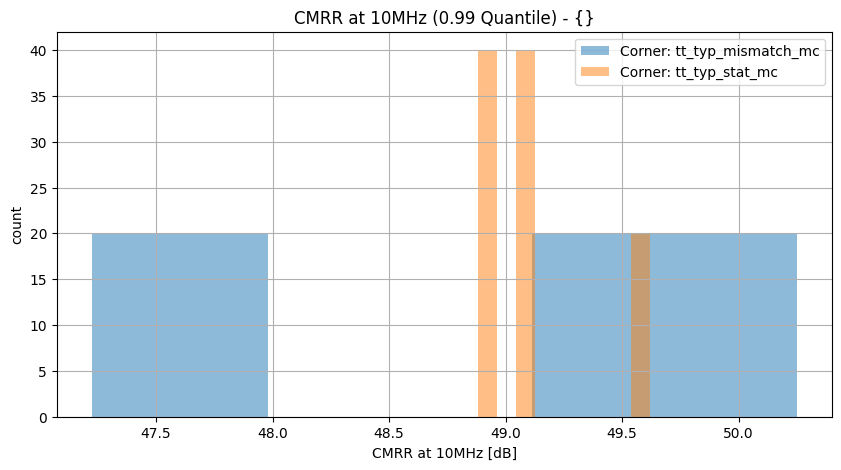 CMRR at 10MHz (0.99 Quantile) - {}
Corner: tt_typ_mismatch_mc
Corner: tt_typ_stat_mc
count
40
35
30
25
20
15
10
5
0
47.5 48.0 48.5 49.0 49.5 50.0
CMRR at 10MHz [dB]